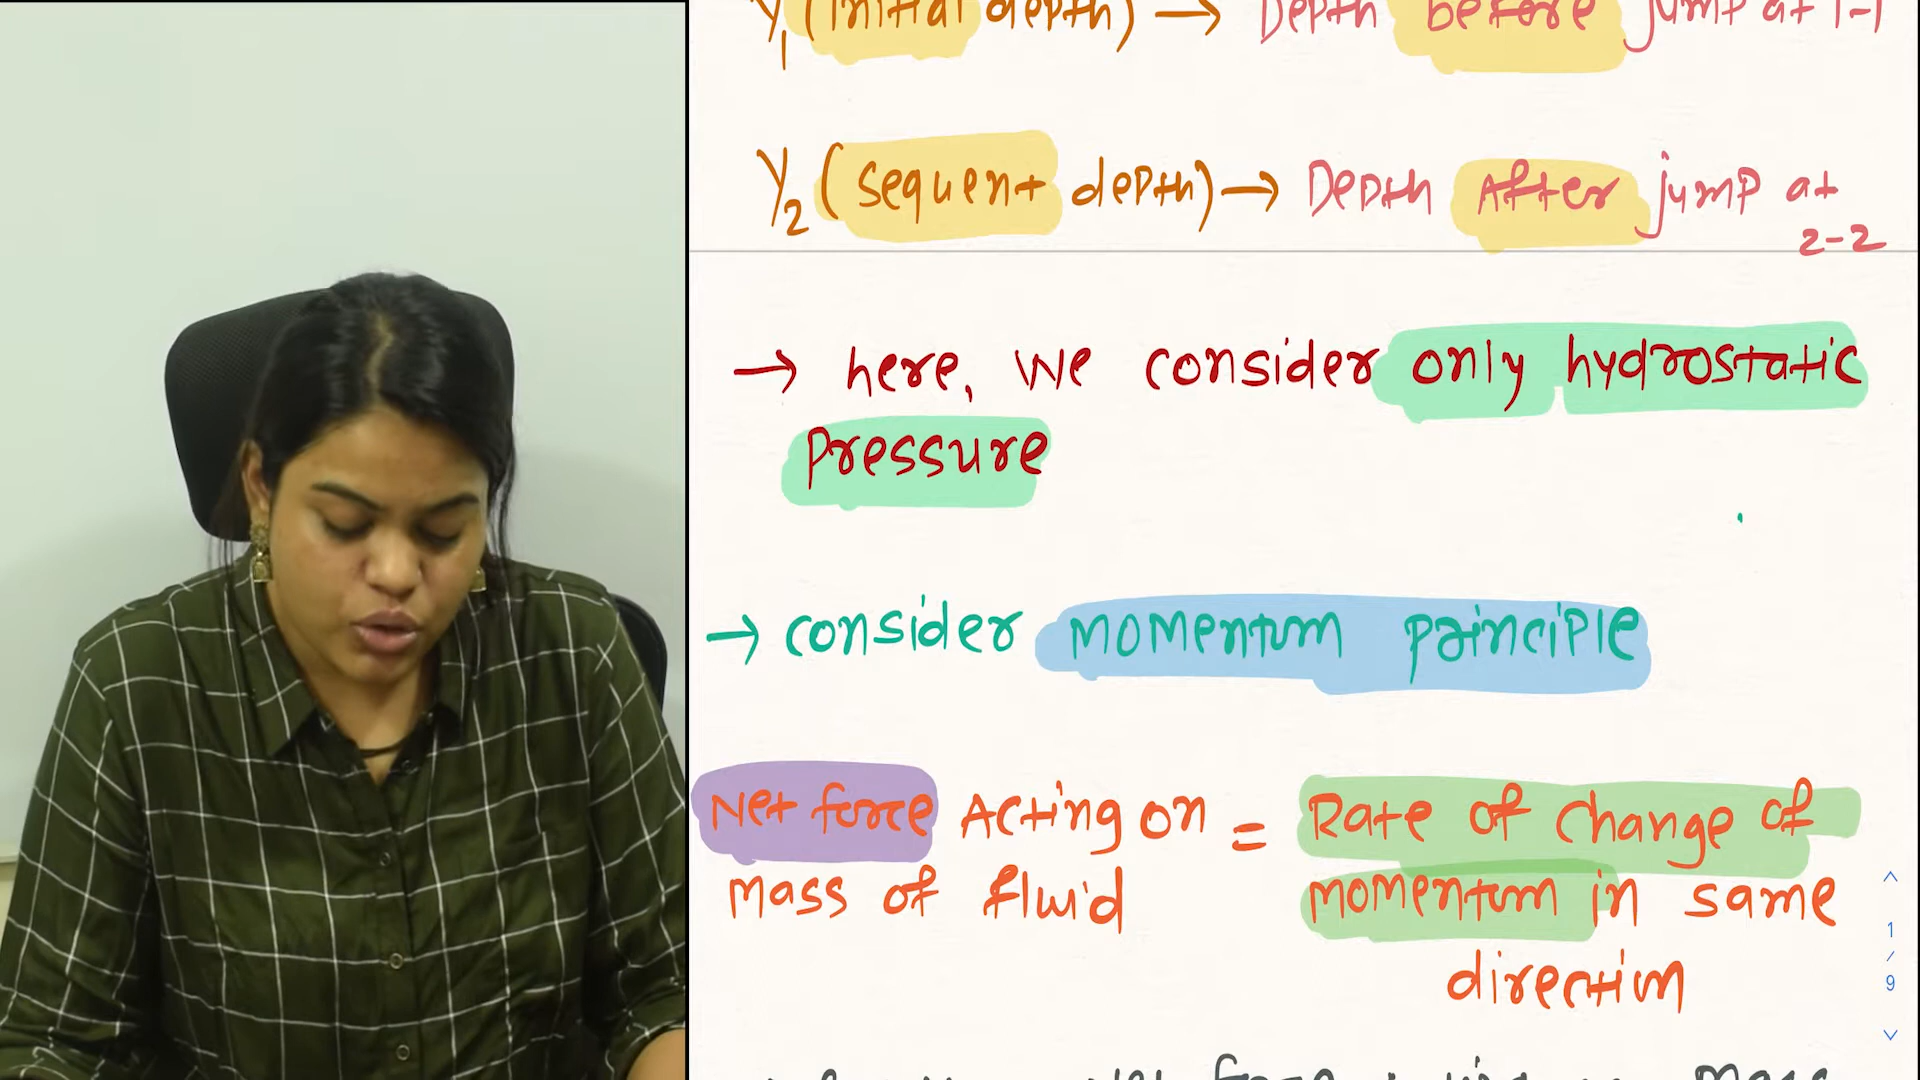 Y1 (initial depth) → Depth before jump at 1-1
Y2 (sequent depth) → Depth After jump at
2-2
→ here, we consider only hydrostatic
pressure
→ consider momentum principle
Net force Acting on = Rate of change of
mass of fluid momentum in same
direction
1
/
9